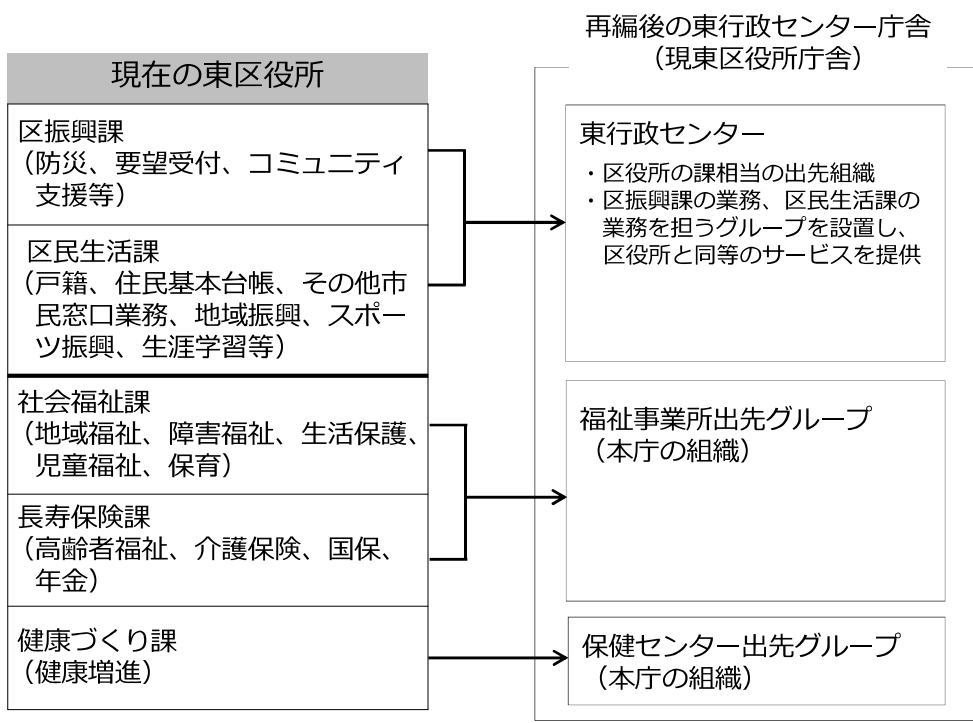 現在の東区役所
区振興課
（防災、要望受付、コミュニティ
支援等）
区民生活課
（戸籍、住民基本台帳、その他市
民窓口業務、地域振興、スポー
ツ振興、生涯学習等）
社会福祉課
（地域福祉、障害福祉、生活保護、
児童福祉、保育）
長寿保険課
（高齢者福祉、介護保険、国保、
年金）
健康づくり課
（健康増進）
再編後の東行政センター庁舎
（現東区役所庁舎）
東行政センター
・区役所の課相当の出先組織
・区振興課の業務、区民生活課の
業務を担うグループを設置し、
区役所と同等のサービスを提供
福祉事業所出先グループ
（本庁の組織）
保健センター出先グループ
（本庁の組織）